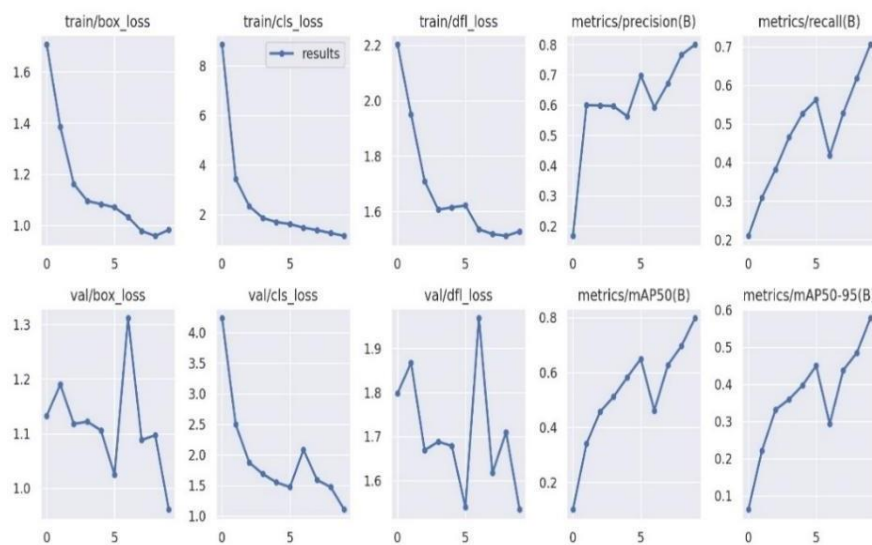 train/box_loss train/cls_loss train/dfl_loss metrics/precision(B) metrics/recall(B)
1.6 1.4 1.2 1.0
8 6 4 2
results
2.2 2.0 1.8 1.6
0.8 0.7 0.6 0.5 0.4 0.3 0.2
0.7 0.6 0.5 0.4 0.3 0.2
0 5 0 5 0 5 0 5 0 5
val/box_loss val/cls_loss val/dfl_loss metrics/mAP50(B) metrics/mAP50-95(B)
1.3 1.2 1.1 1.0
4.0 3.5 3.0 2.5 2.0 1.5 1.0
1.9 1.8 1.7 1.6
0.8 0.6 0.4 0.2
0.6 0.5 0.4 0.3 0.2 0.1
0 5 0 5 0 5 0 5 0 5